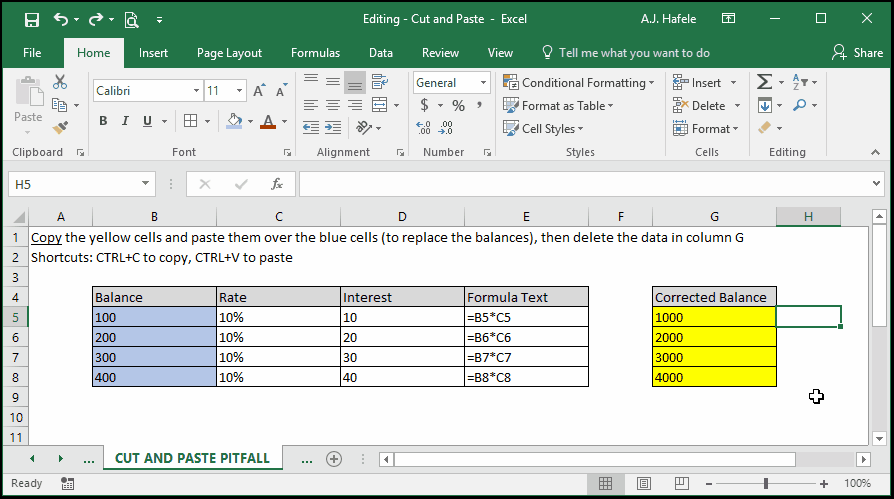 Editing - Cut and Paste - Excel
A.J. Hafele
File Home Insert Page Layout Formulas Data Review View Tell me what you want to do Share
Paste
Calibri 11
General
$ % ,
B I U
Conditional Formatting
Format as Table
Cell Styles
Insert
Delete
Format
Clipboard Font Alignment Number Styles Cells Editing
H5 fx
A B C D E F G H
1 Copy the yellow cells and paste them over the blue cells (to replace the balances), then delete the data in column G
2 Shortcuts: CTRL+C to copy, CTRL+V to paste
3
4 Balance Rate Interest Formula Text Corrected Balance
5 100 10% 10 =B5*C5 1000
6 200 10% 20 =B6*C6 2000
7 300 10% 30 =B7*C7 3000
8 400 10% 40 =B8*C8 4000
9
10
11
... CUT AND PASTE PITFALL ...
Ready 100%